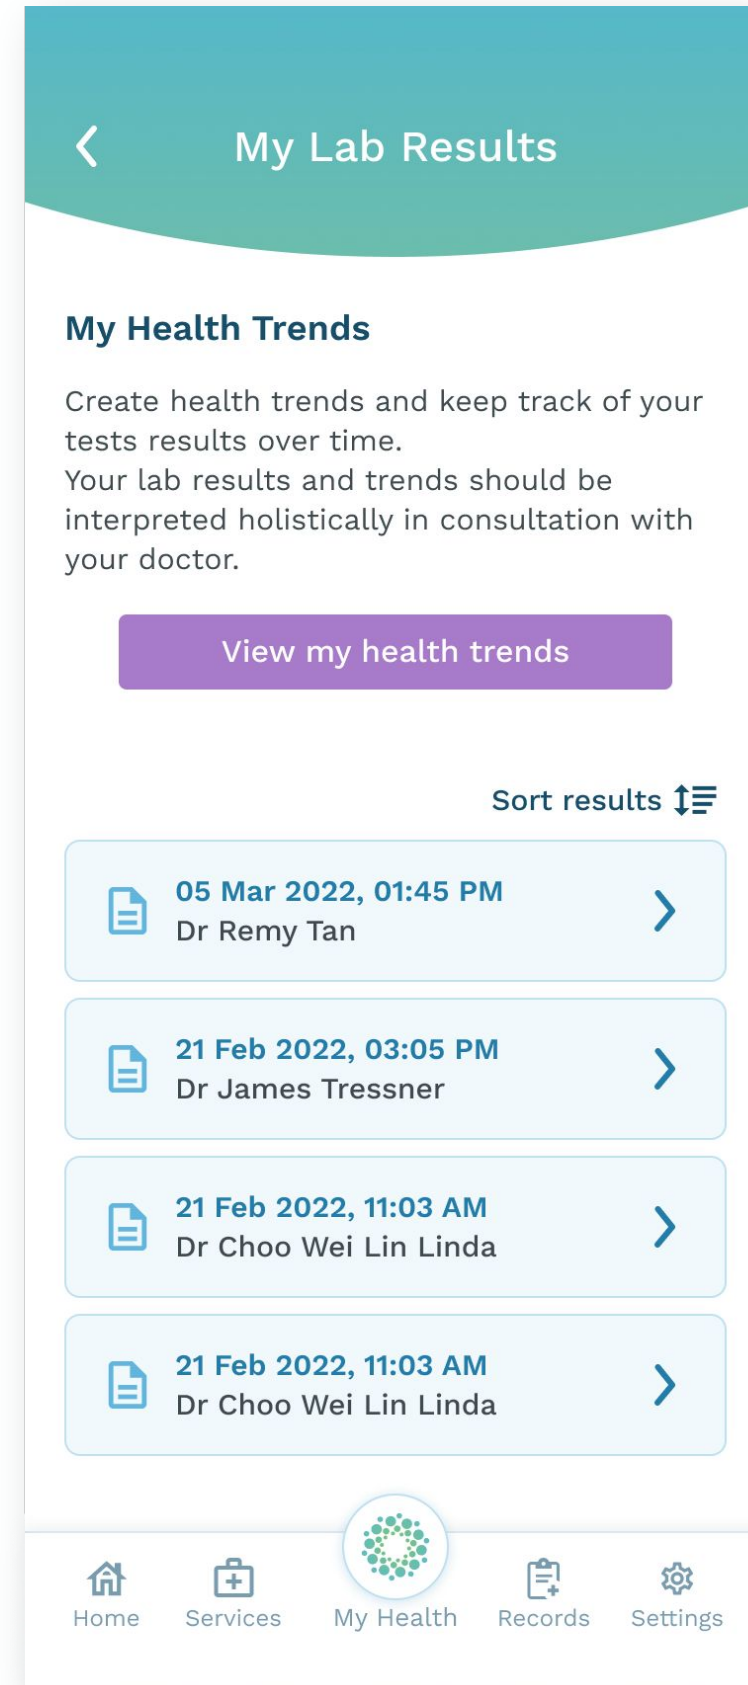 My Lab Results
My Health Trends
Create health trends and keep track of your
tests results over time.
Your lab results and trends should be
interpreted holistically in consultation with
your doctor.
View my health trends
Sort results
05 Mar 2022, 01:45 PM
Dr Remy Tan
21 Feb 2022, 03:05 PM
Dr James Tressner
21 Feb 2022, 11:03 AM
Dr Choo Wei Lin Linda
21 Feb 2022, 11:03 AM
Dr Choo Wei Lin Linda
Home Services My Health Records Settings